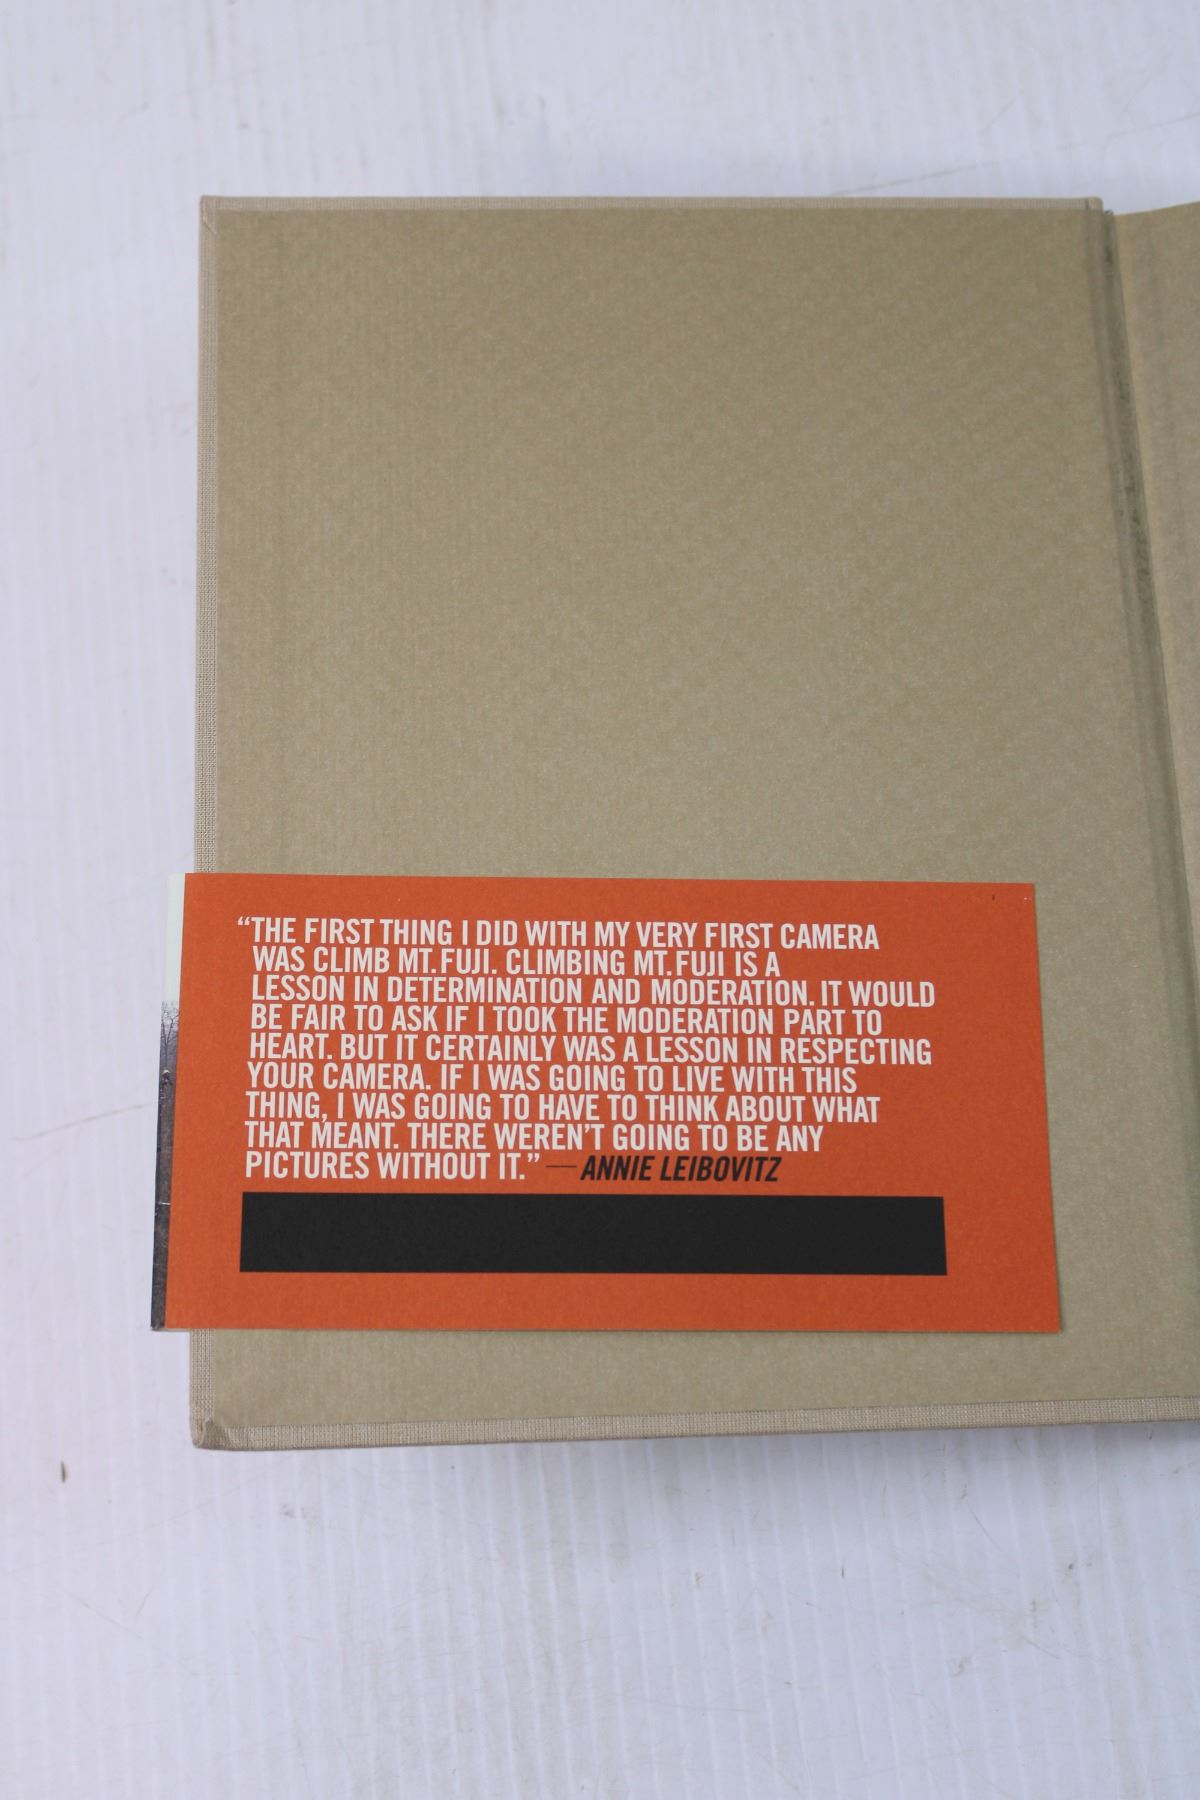 “THE FIRST THING I DID WITH MY VERY FIRST CAMERA
WAS CLIMB MT. FUJI. CLIMBING MT. FUJI IS A
LESSON IN DETERMINATION AND MODERATION. IT WOULD
BE FAIR TO ASK IF I TOOK THE MODERATION PART TO
HEART. BUT IT CERTAINLY WAS A LESSON IN RESPECTING
YOUR CAMERA. IF I WAS GOING TO LIVE WITH THIS
THING, I WAS GOING TO HAVE TO THINK ABOUT WHAT
THAT MEANT. THERE WEREN’T GOING TO BE ANY
PICTURES WITHOUT IT.” — ANNIE LEIBOVITZ